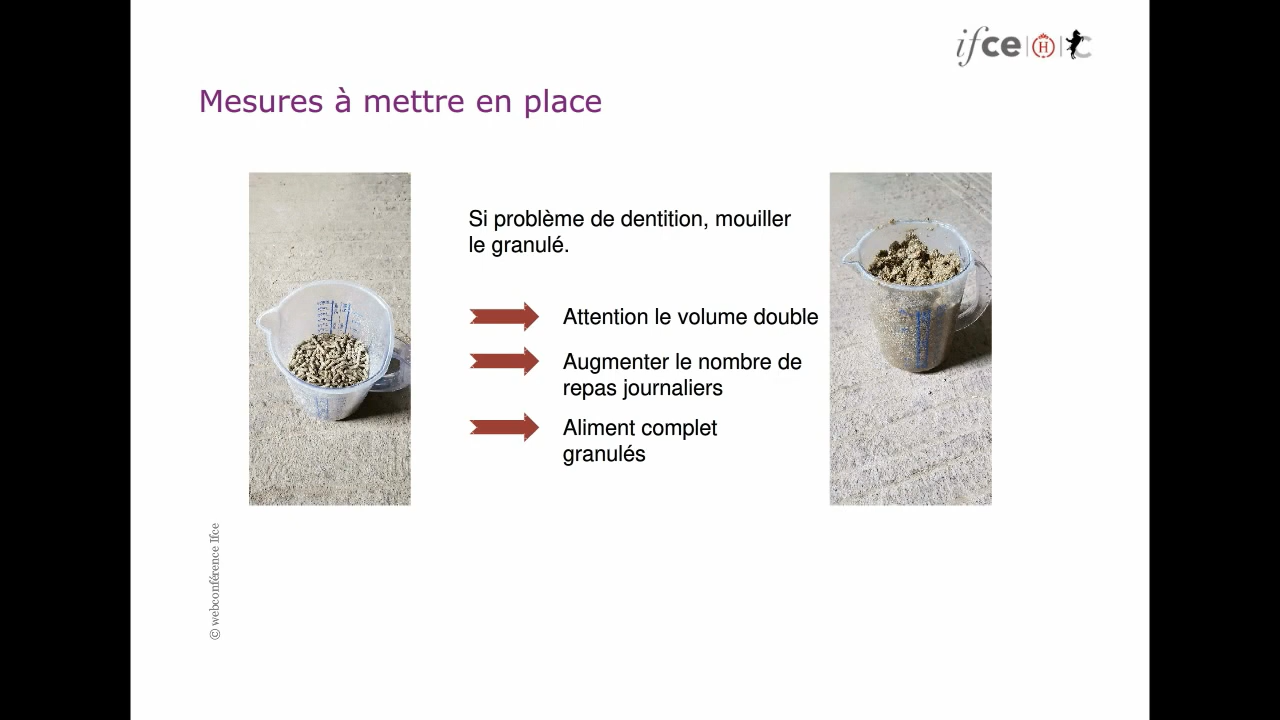 ifce
Mesures à mettre en place
Si problème de dentition, mouiller
le granulé.
Attention le volume double
Augmenter le nombre de
repas journaliers
Aliment complet
granulés
© webconférence Ifce